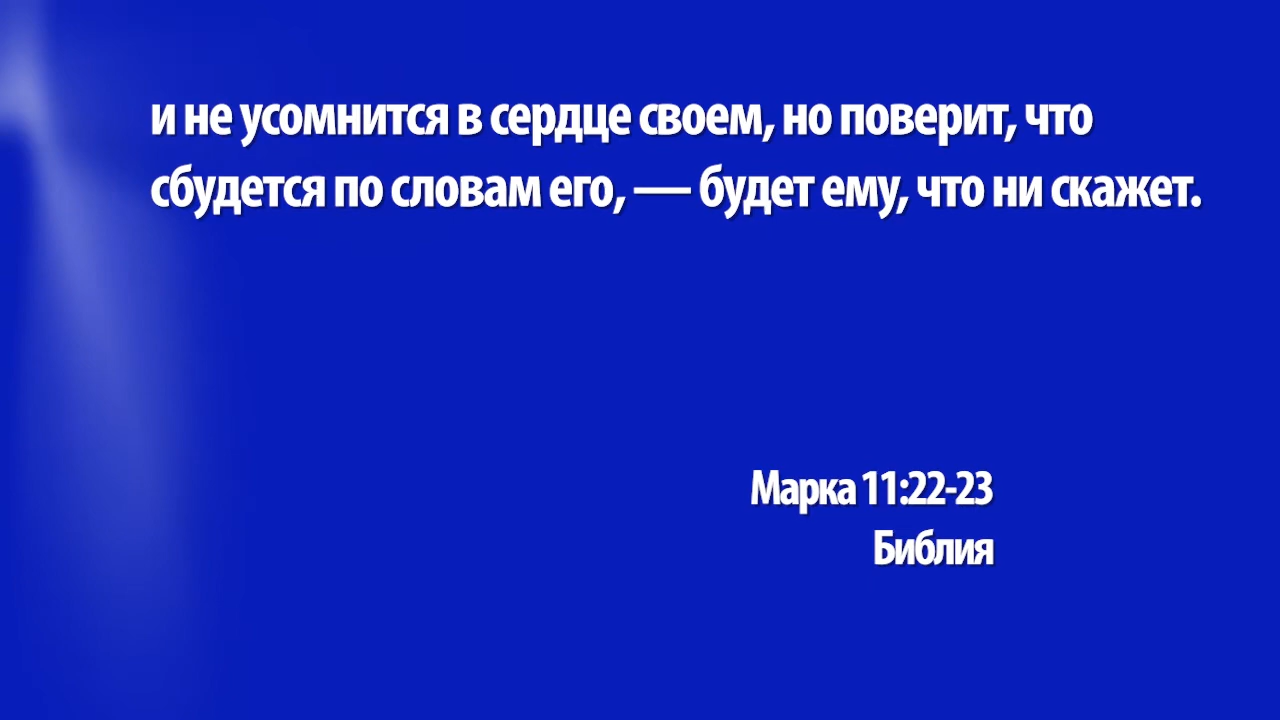 и не усомнится в сердце своем, но поверит, что
сбудется по словам его, — будет ему, что ни скажет.
Марка 11:22-23
Библия